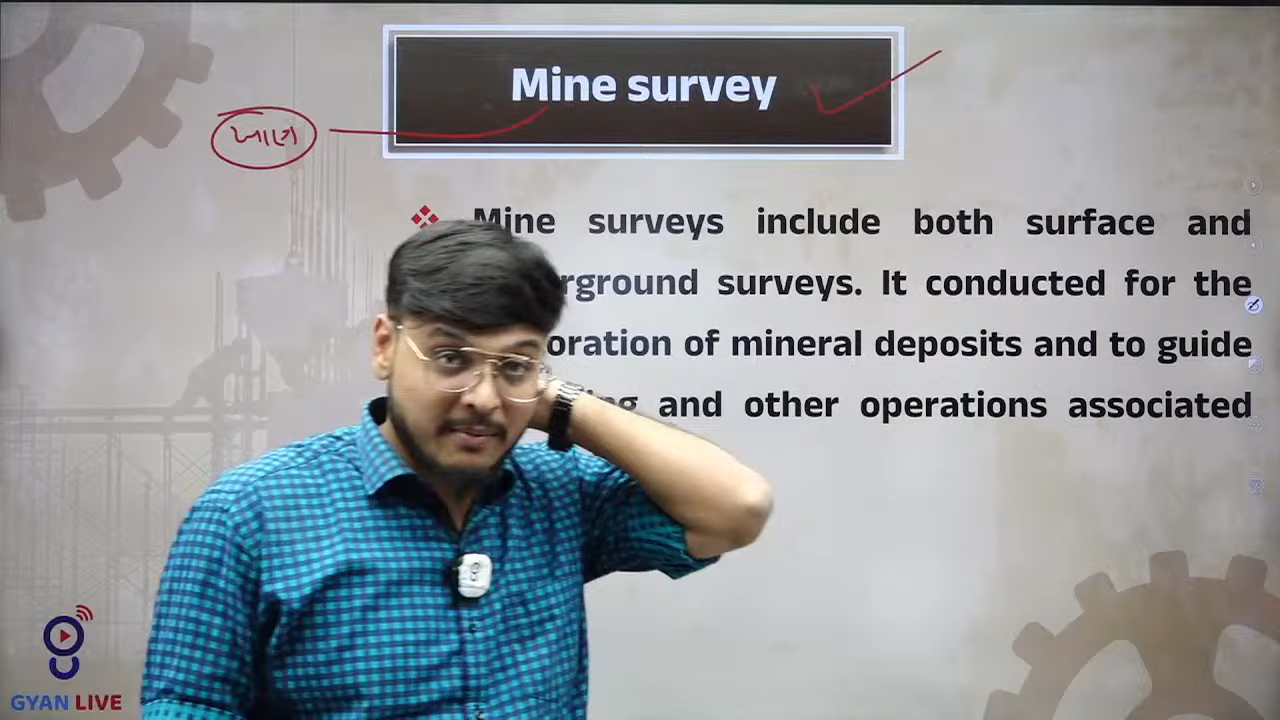 Mine survey
ખાણ
Mine surveys include both surface and
rground surveys. It conducted for the
oration of mineral deposits and to guide
ing and other operations associated
GYAN LIVE